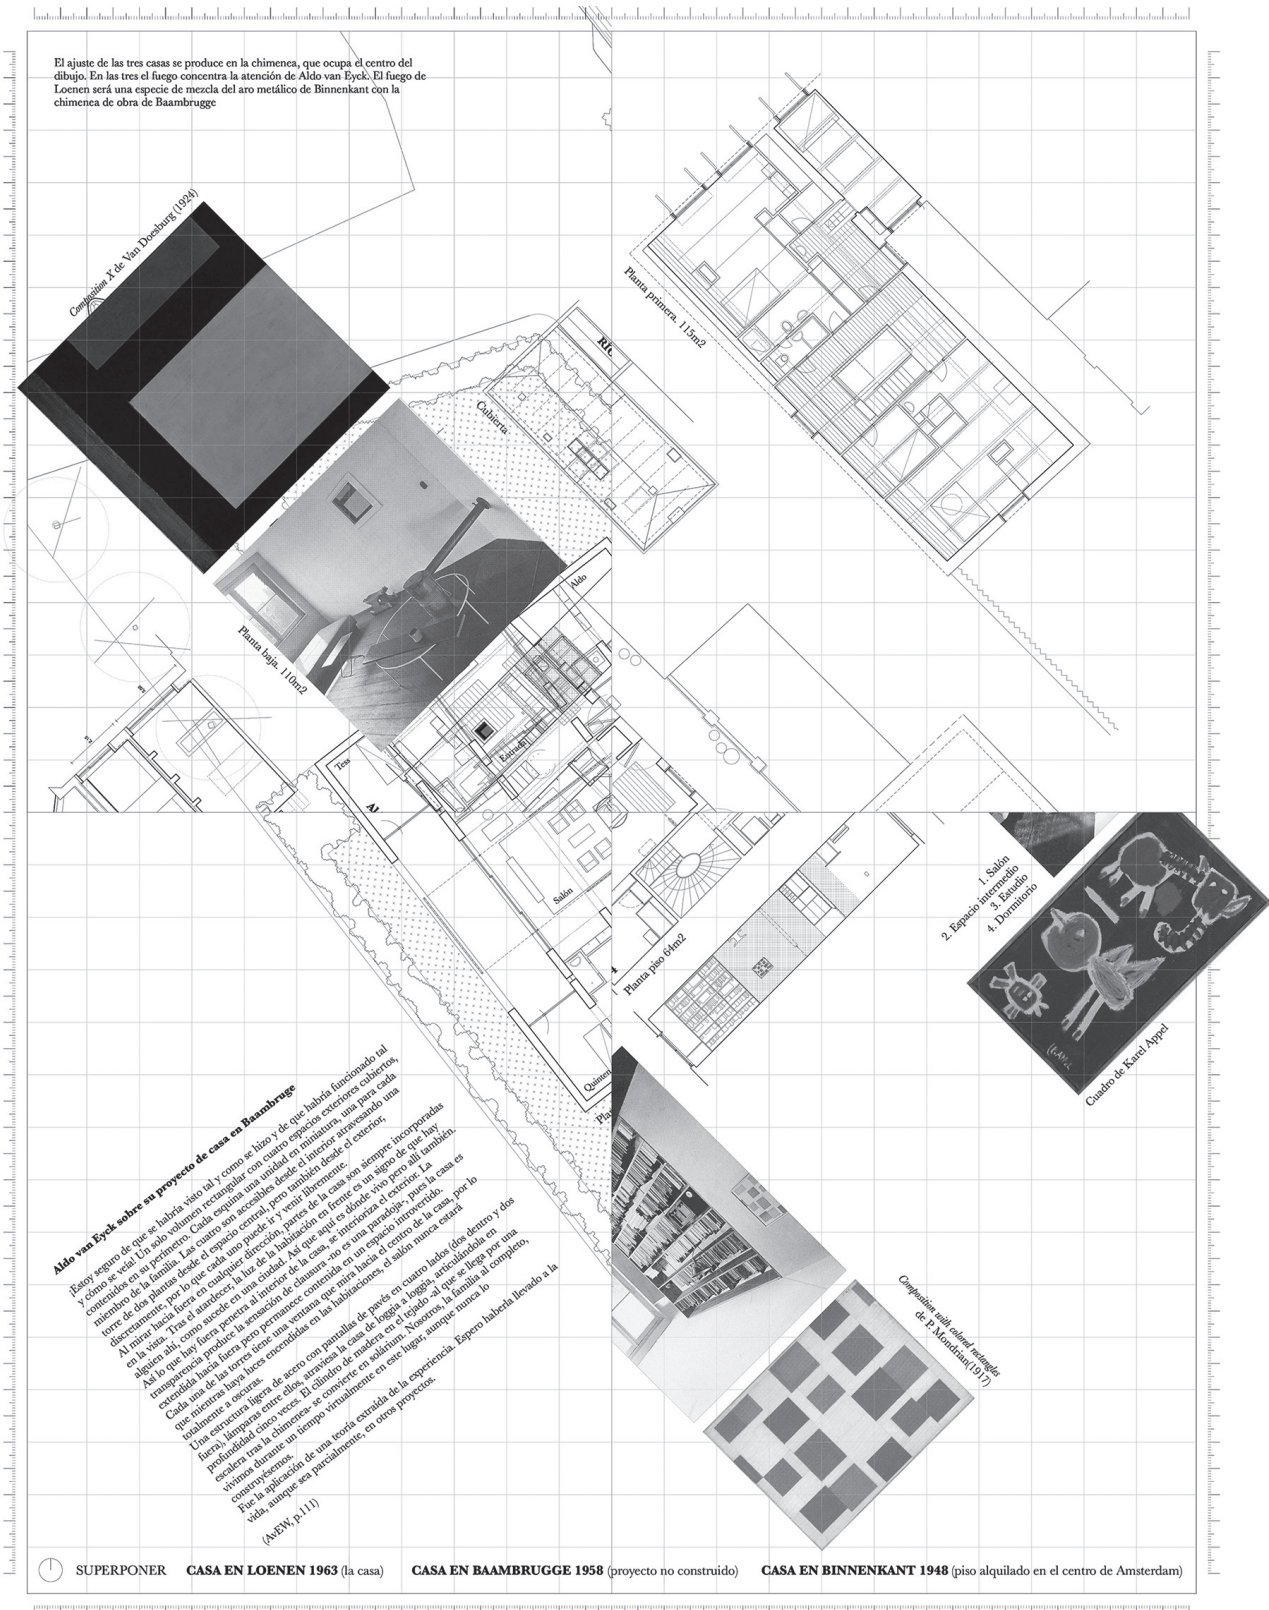 El ajuste de las tres casas se produce en la chimenea, que ocupa el centro del
dibujo. En las tres el fuego concentra la atención de Aldo van Eyck. El fuego de
Loenen será una especie de mezcla del aro metálico de Binnenkant con la
chimenea de obra de Baambrugge
Composition X de Van Doesburg (1924)
Planta primera. 115m2
Cubierta
Aldo
Planta baja. 110m2
Entrada
Tess
Salón
Quinten
Planta piso 64m2
1. Salón
2. Espacio intermedio
3. Estudio
4. Dormitorio
Cuadro de Karel Appel
Aldo van Eyck sobre su proyecto de casa en Baambruge
¡Estoy seguro de que se habría visto tal y como se hizo y de que habría funcionado tal
y cómo se veía! Un solo volumen rectangular con cuatro espacios exteriores cubiertos,
contenidos en su perímetro. Cada esquina una unidad en miniatura, una para cada
miembro de la familia. Las cuatro son accesibles desde el interior atravesando una
torre de dos plantas desde el espacio central, pero también desde el exterior,
discretamente, por lo que cada uno puede ir y venir libremente.
Al mirar hacia fuera en cualquier dirección, partes de la casa son siempre incorporadas
en la vista. Tras el atardecer, la luz de la habitación en frente es un signo de que hay
alguien ahí, como sucede en una ciudad. Así que aquí es dónde vivo pero allí también.
Así lo que hay fuera penetra al interior de la casa, se interioriza el exterior. La
transparencia produce la sensación de clausura -no es una paradoja-, pues la casa es
extendida hacia fuera pero permanece contenida en un espacio introvertido.
Cada una de las torres tiene una ventana que mira hacia el centro de la casa, por lo
que mientras haya luces encendidas en las habitaciones, el salón nunca estará
totalmente a oscuras.
Una estructura ligera de acero con pantallas de pavés en cuatro lados (dos dentro y dos
fuera), lámparas entre ellos, atraviesa la casa de loggia a loggia, articulándola en
profundidad cinco veces. El cilindro de madera en el tejado -al que se llega por una
escalera tras la chimenea- se convierte en solárium. Nosotros, la familia al completo,
vivimos durante un tiempo virtualmente en este lugar, aunque nunca lo
construyésemos.
Fue la aplicación de una teoría extraída de la experiencia. Espero haberla llevado a la
vida, aunque sea parcialmente, en otros proyectos.
(AvEW, p.111)
Composition with colored rectangles
de P. Mondrian(1917)
SUPERPONER CASA EN LOENEN 1963 (la casa) CASA EN BAAMBRUGGE 1958 (proyecto no construido) CASA EN BINNENKANT 1948 (piso alquilado en el centro de Amsterdam)